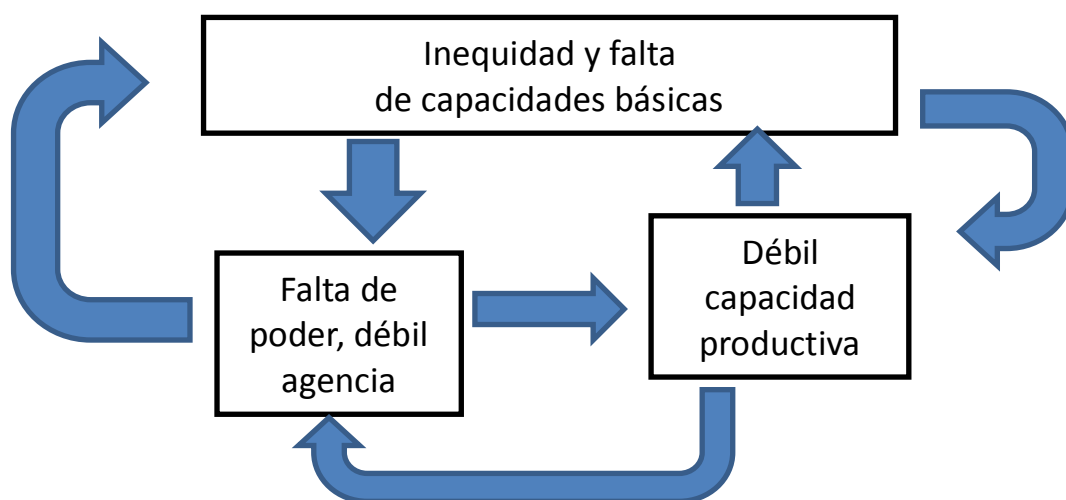 Inequidad y falta
de capacidades básicas
Falta de
poder, débil
agencia
Débil
capacidad
productiva